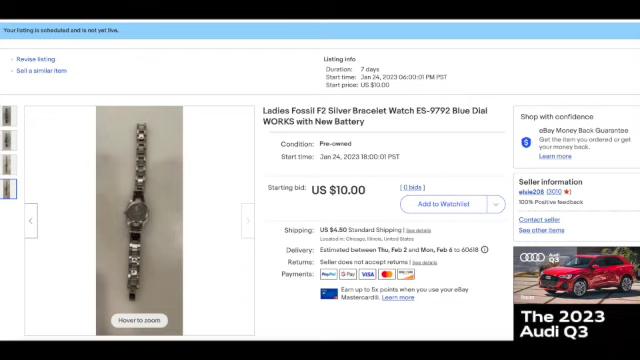 Your listing is scheduled and is not yet live.
Revise listing
Sell a similar item
Listing info
Duration: 7 days
Start time: Jan 24, 2023 06:00:01 PM PST
Start price: US $10.00
Ladies Fossil F2 Silver Bracelet Watch ES-9792 Blue Dial
WORKS with New Battery
Condition: Pre-owned
Start time: Jan 24, 2023 18:00:01 PST
Starting bid: US $10.00 [ 0 bids ]
Add to Watchlist
Shipping: US $4.50 Standard Shipping | See details
Located in: Chicago, Illinois, United States
Delivery: Estimated between Thu, Feb 2 and Mon, Feb 6 to 60618
Returns: Seller does not accept returns | See details
Payments: PayPal G Pay VISA
Earn up to 5x points when you use your eBay
Mastercard®. Learn more
Hover to zoom
Shop with confidence
eBay Money Back Guarantee
Get the item you ordered or get
your money back.
Learn more
Seller information
elsie208 (3010 ★)
100% Positive feedback
Contact seller
See other items
Audi
Q3
The 2023
Audi Q3